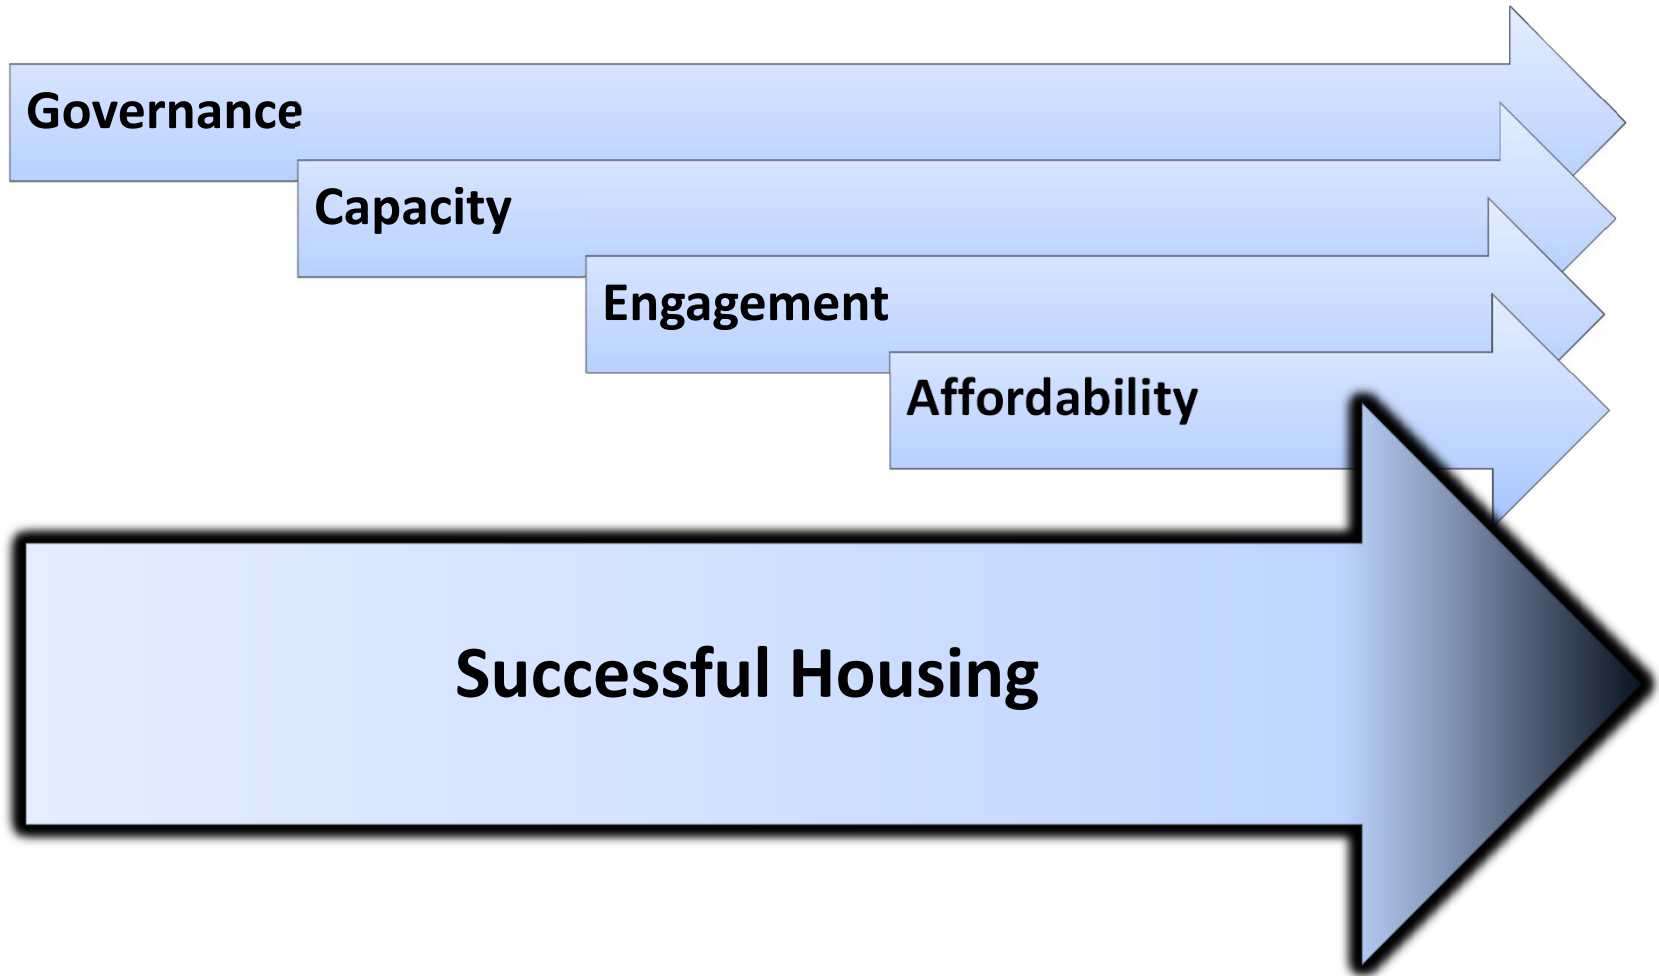 Governance
Capacity
Engagement
Affordability
Successful Housing